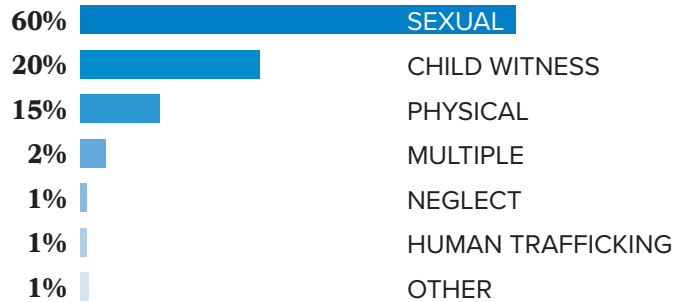 60% SEXUAL
20% CHILD WITNESS
15% PHYSICAL
2% MULTIPLE
1% NEGLECT
1% HUMAN TRAFFICKING
1% OTHER